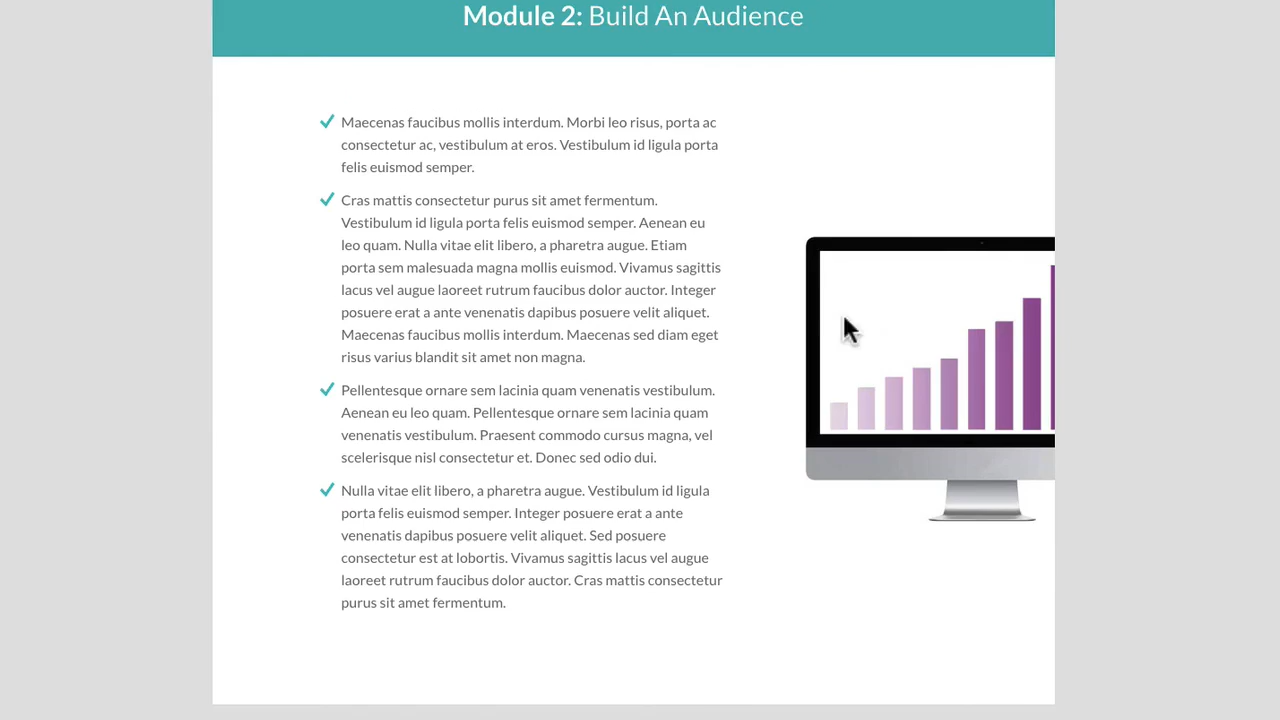 Module 2: Build An Audience
Maecenas faucibus mollis interdum. Morbi leo risus, porta ac
consectetur ac, vestibulum at eros. Vestibulum id ligula porta
felis euismod semper.
Cras mattis consectetur purus sit amet fermentum.
Vestibulum id ligula porta felis euismod semper. Aenean eu
leo quam. Nulla vitae elit libero, a pharetra augue. Etiam
porta sem malesuada magna mollis euismod. Vivamus sagittis
lacus vel augue laoreet rutrum faucibus dolor auctor. Integer
posuere erat a ante venenatis dapibus posuere velit aliquet.
Maecenas faucibus mollis interdum. Maecenas sed diam eget
risus varius blandit sit amet non magna.
Pellentesque ornare sem lacinia quam venenatis vestibulum.
Aenean eu leo quam. Pellentesque ornare sem lacinia quam
venenatis vestibulum. Praesent commodo cursus magna, vel
scelerisque nisl consectetur et. Donec sed odio dui.
Nulla vitae elit libero, a pharetra augue. Vestibulum id ligula
porta felis euismod semper. Integer posuere erat a ante
venenatis dapibus posuere velit aliquet. Sed posuere
consectetur est at lobortis. Vivamus sagittis lacus vel augue
laoreet rutrum faucibus dolor auctor. Cras mattis consectetur
purus sit amet fermentum.